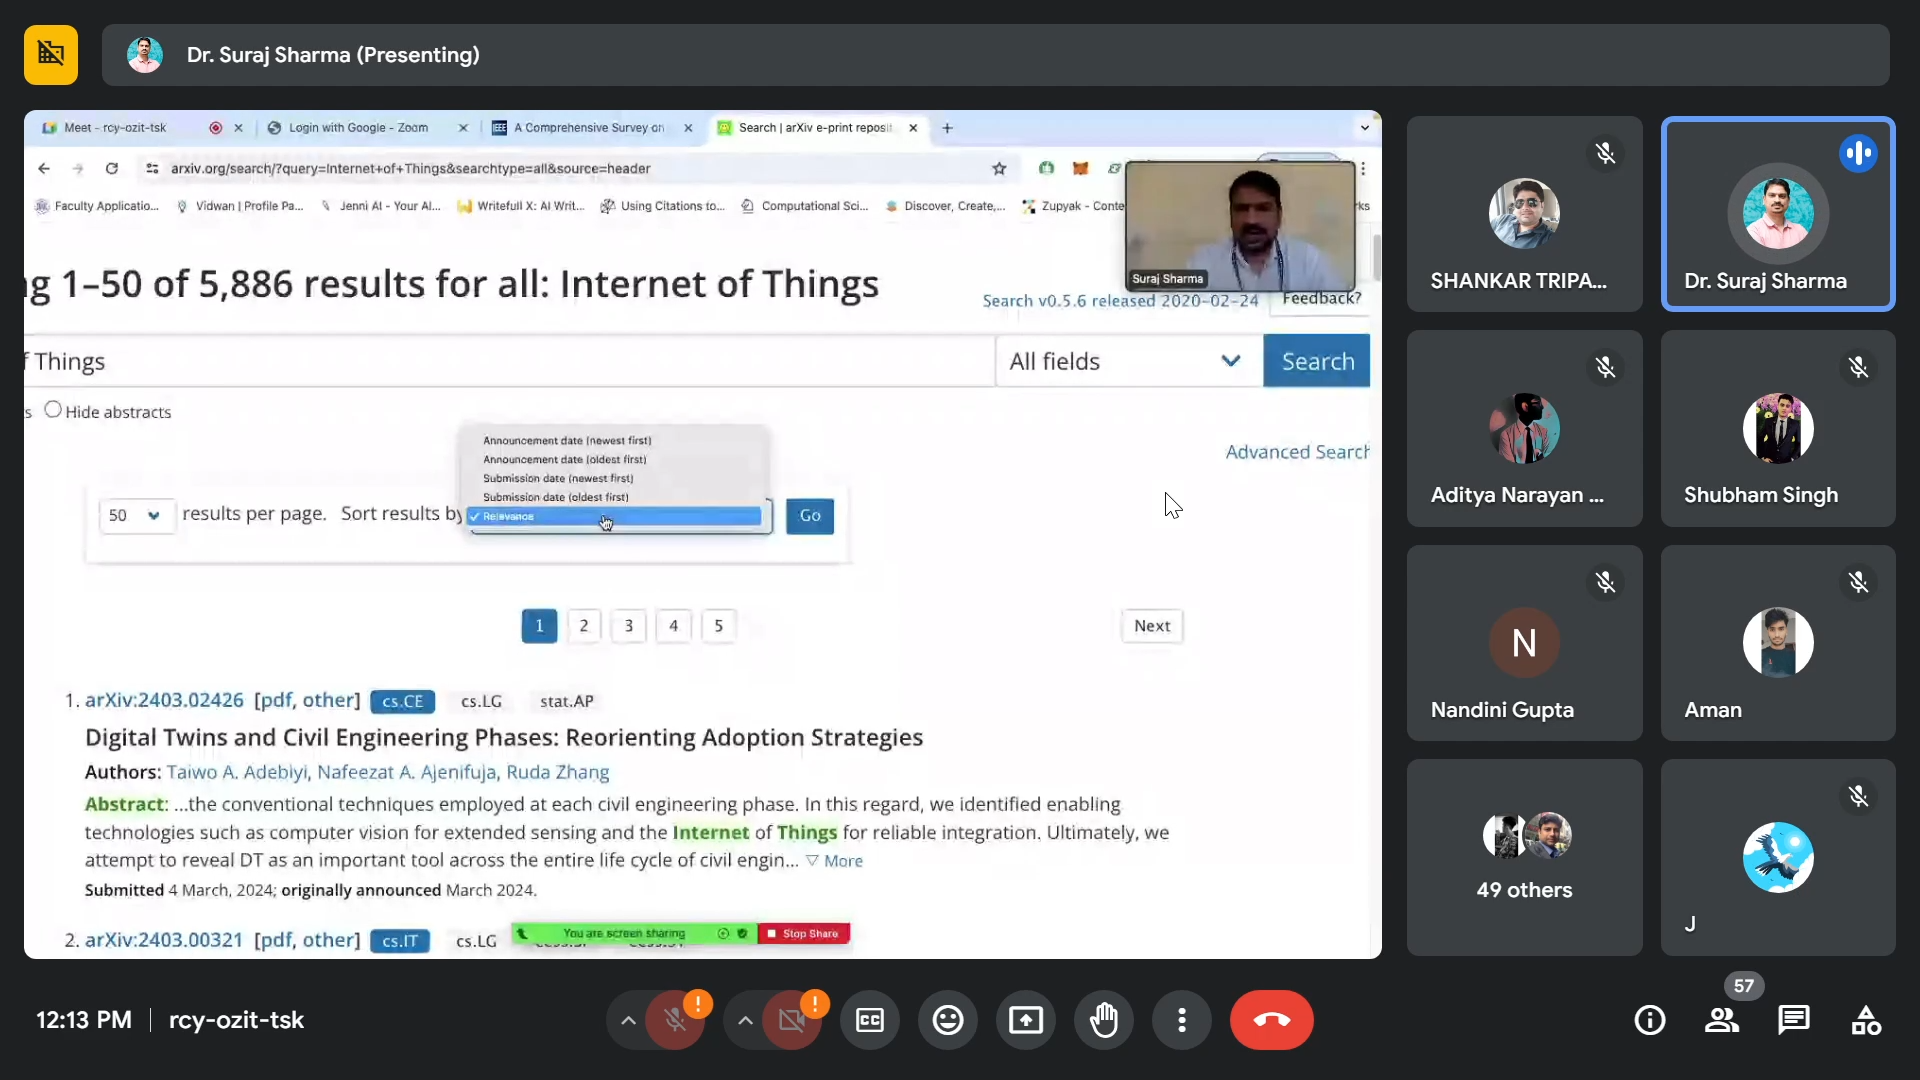 Dr. Suraj Sharma (Presenting)
Meet - rcy-ozit-tsk
Login with Google - Zoom
IEEE A Comprehensive Survey on
Search | arXiv e-print reposit
arxiv.org/search/?query=Internet+of+Things&searchtype=all&source=header
Faculty Applicatio...
Vidwan | Profile Pa...
Jenni AI - Your AI...
Writefull X: AI Writ...
Using Citations to...
Computational Sci...
Discover, Create,...
Zupyak - Conte
rks
Suraj Sharma
g 1–50 of 5,886 results for all: Internet of Things
Search v0.5.6 released 2020-02-24
Feedback?
f Things
All fields
Search
s Hide abstracts
Advanced Search
Announcement date (newest first)
Announcement date (oldest first)
Submission date (newest first)
Submission date (oldest first)
✓ Relevance
50 results per page. Sort results by
Go
1 2 3 4 5 Next
1. arXiv:2403.02426 [pdf, other] cs.CE cs.LG stat.AP
Digital Twins and Civil Engineering Phases: Reorienting Adoption Strategies
Authors: Taiwo A. Adebiyi, Nafeezat A. Ajenifuja, Ruda Zhang
Abstract: ...the conventional techniques employed at each civil engineering phase. In this regard, we identified enabling
technologies such as computer vision for extended sensing and the Internet of Things for reliable integration. Ultimately, we
attempt to reveal DT as an important tool across the entire life cycle of civil engin... ▽ More
Submitted 4 March, 2024; originally announced March 2024.
2. arXiv:2403.00321 [pdf, other] cs.IT cs.LG
You are screen sharing
Stop Share
SHANKAR TRIPA...
Dr. Suraj Sharma
Aditya Narayan ...
Shubham Singh
N
Nandini Gupta
Aman
49 others
J
12:13 PM | rcy-ozit-tsk
CC
57